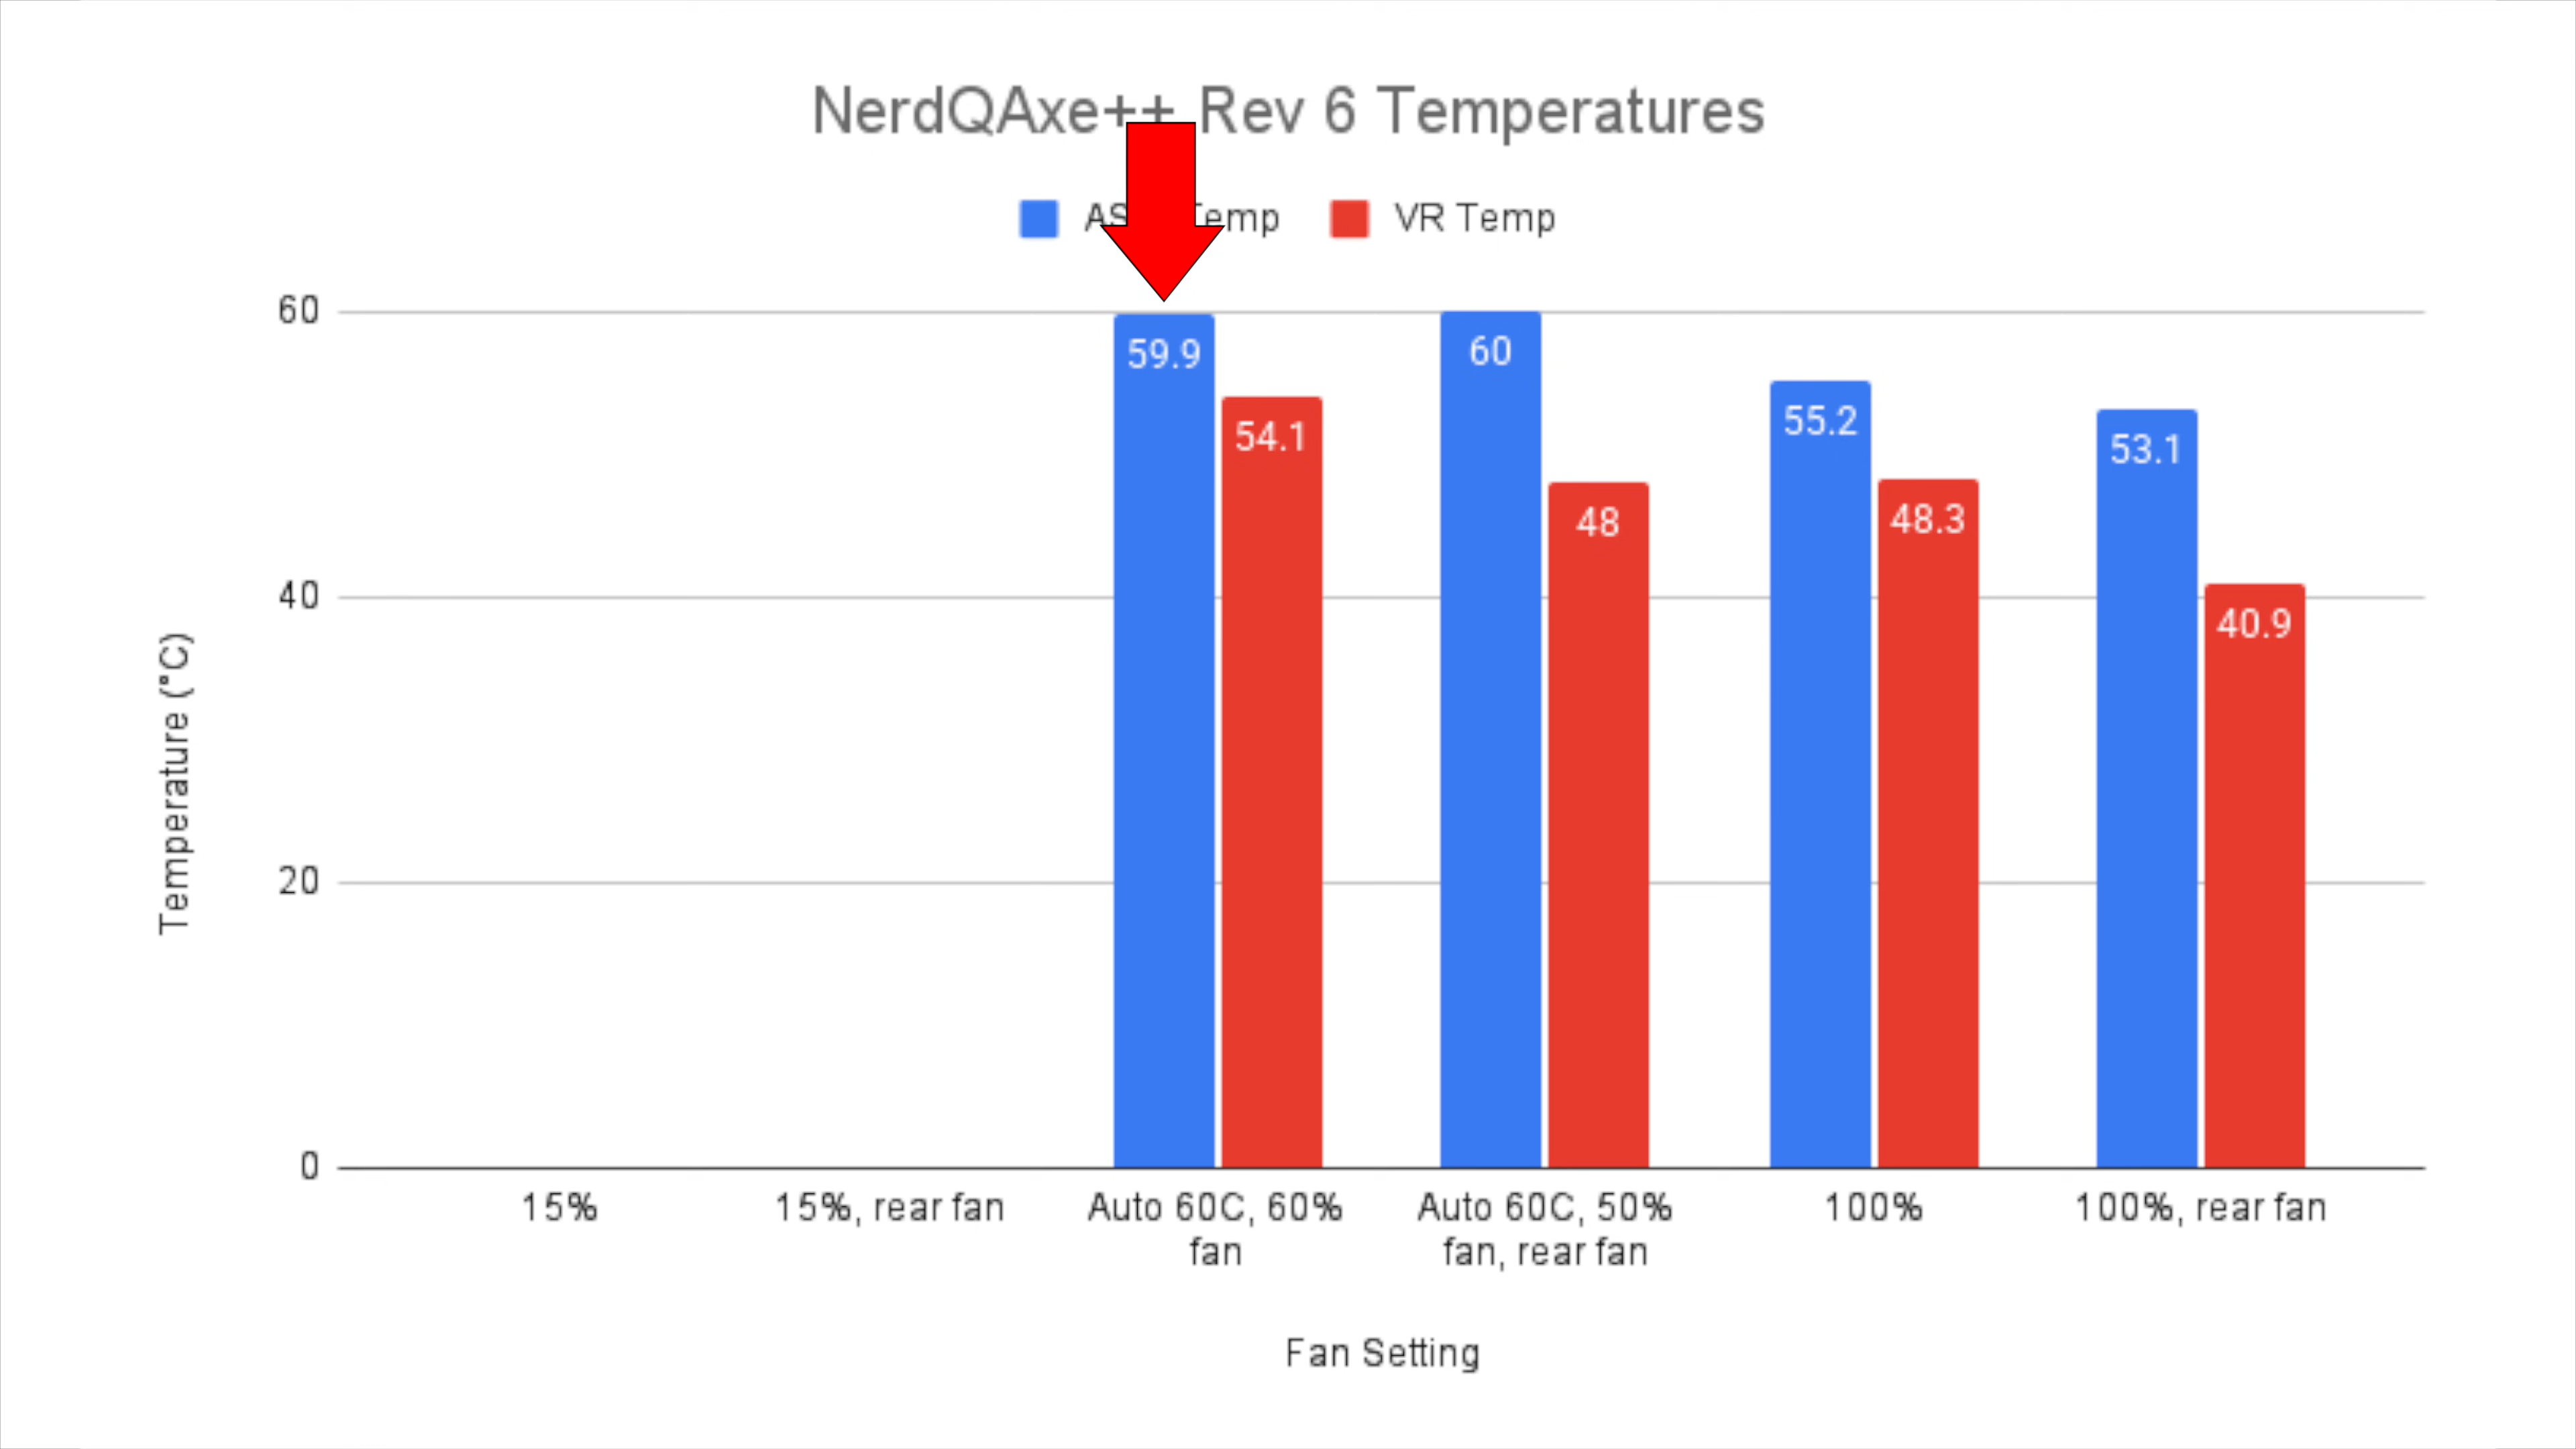 NerdQAxe++ Rev 6 Temperatures
Temp VR Temp
60
59.9 60
55.2
53.1
54.1
48 48.3
40
40.9
Temperature (°C)
20
0
15% 15%, rear fan Auto 60C, 60% fan Auto 60C, 50% fan, rear fan 100% 100%, rear fan
Fan Setting